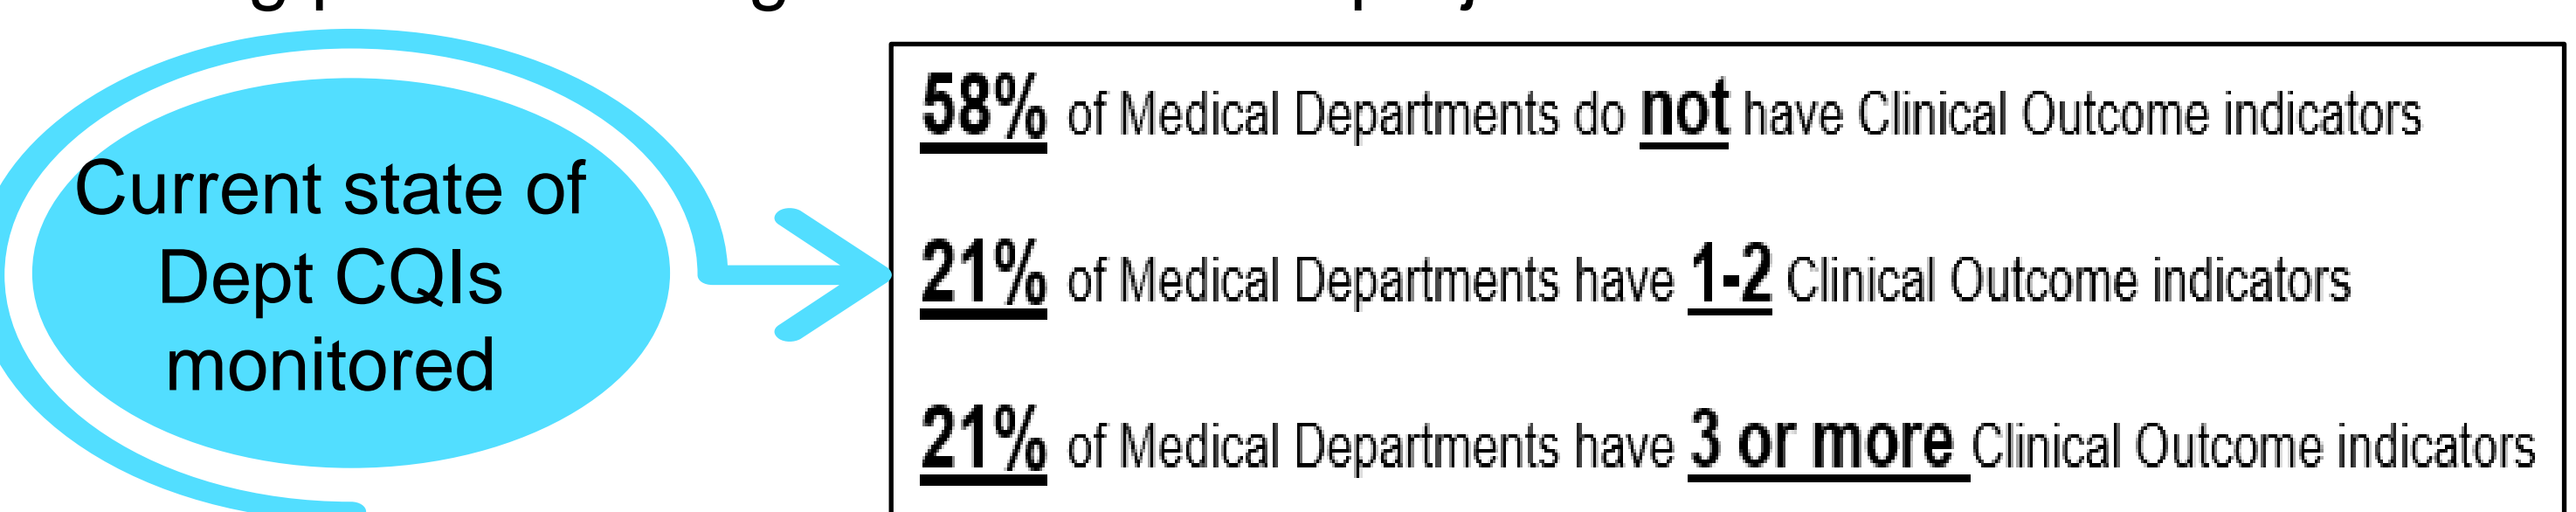 Current state of
Dept CQIs
monitored
58% of Medical Departments do not have Clinical Outcome indicators
21% of Medical Departments have 1-2 Clinical Outcome indicators
21% of Medical Departments have 3 or more Clinical Outcome indicators